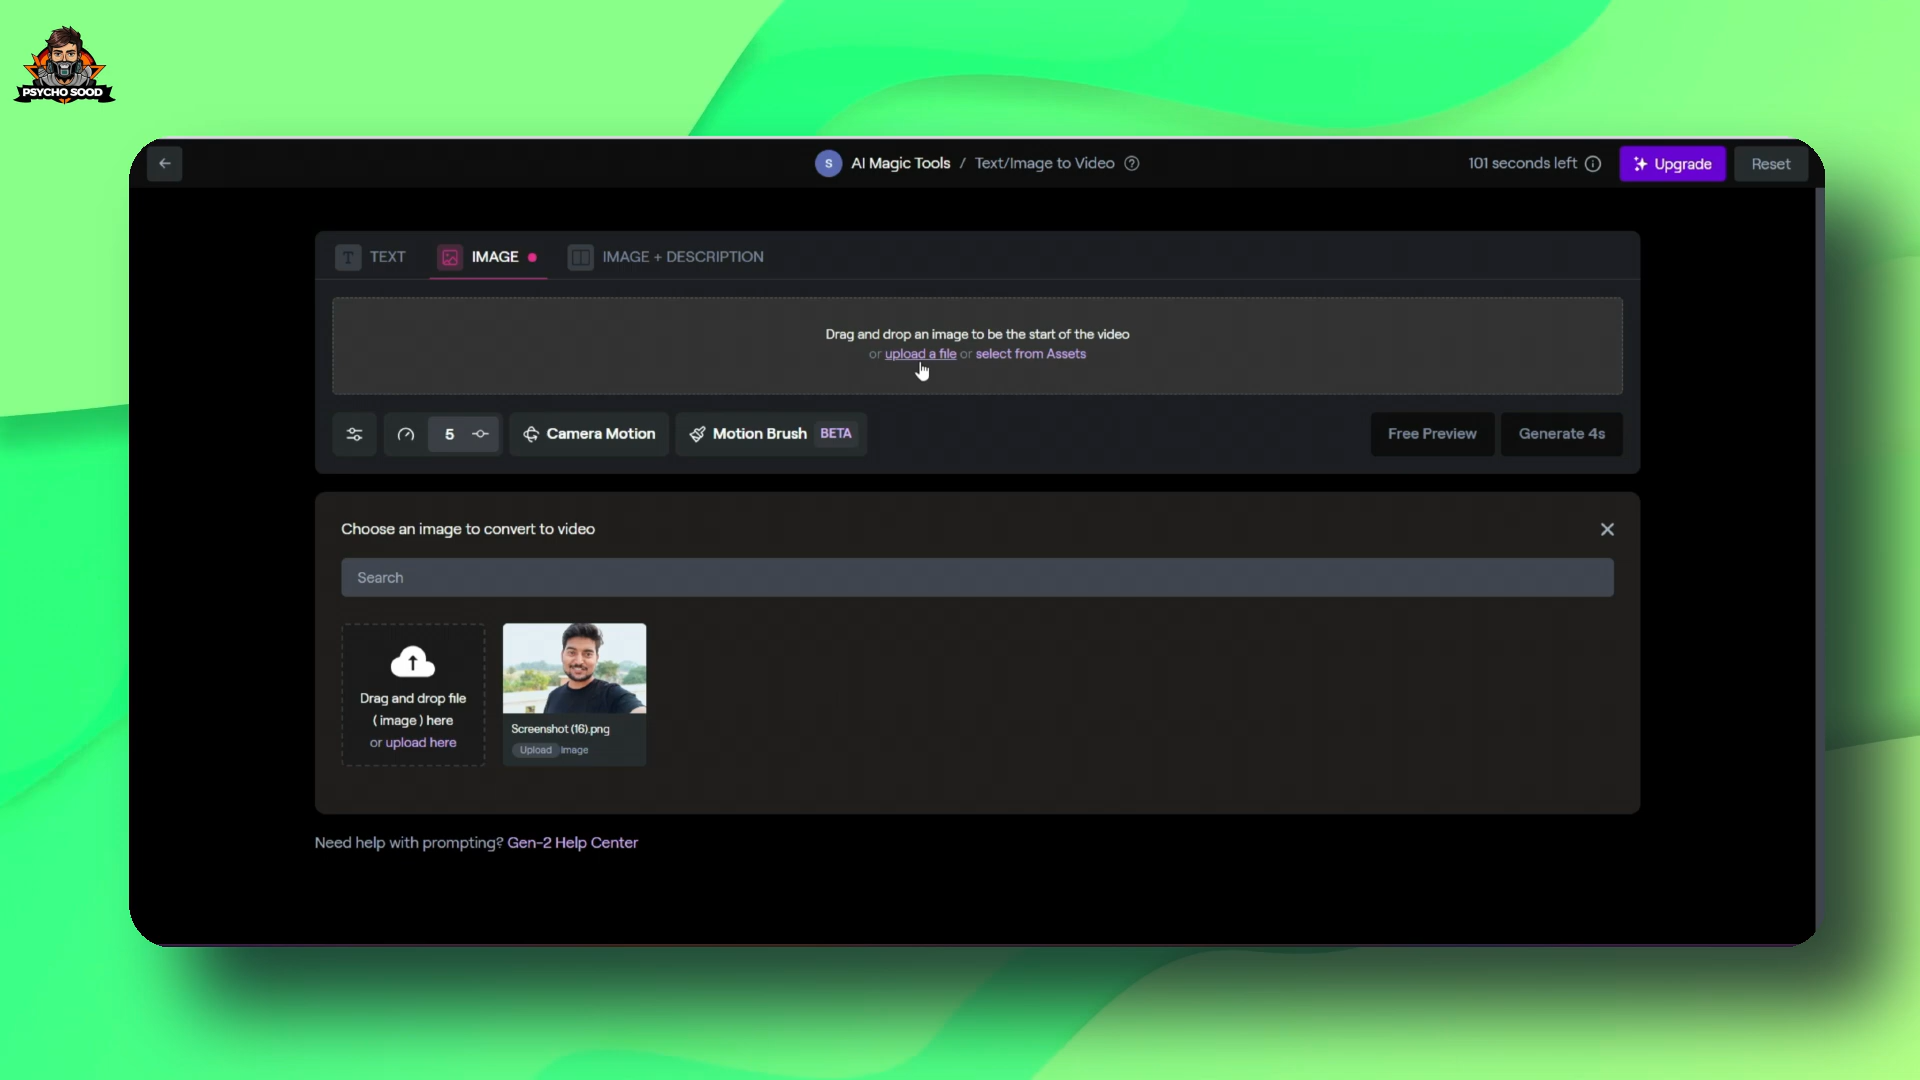 PSYCHO SOOD
S AI Magic Tools / Text/Image to Video ?
101 seconds left
Upgrade
Reset
T TEXT
IMAGE
IMAGE + DESCRIPTION
Drag and drop an image to be the start of the video
or upload a file or select from Assets
5
Camera Motion
Motion Brush BETA
Free Preview
Generate 4s
Choose an image to convert to video
Search
Drag and drop file
( image ) here
or upload here
Screenshot (16).png
Upload Image
Need help with prompting? Gen-2 Help Center